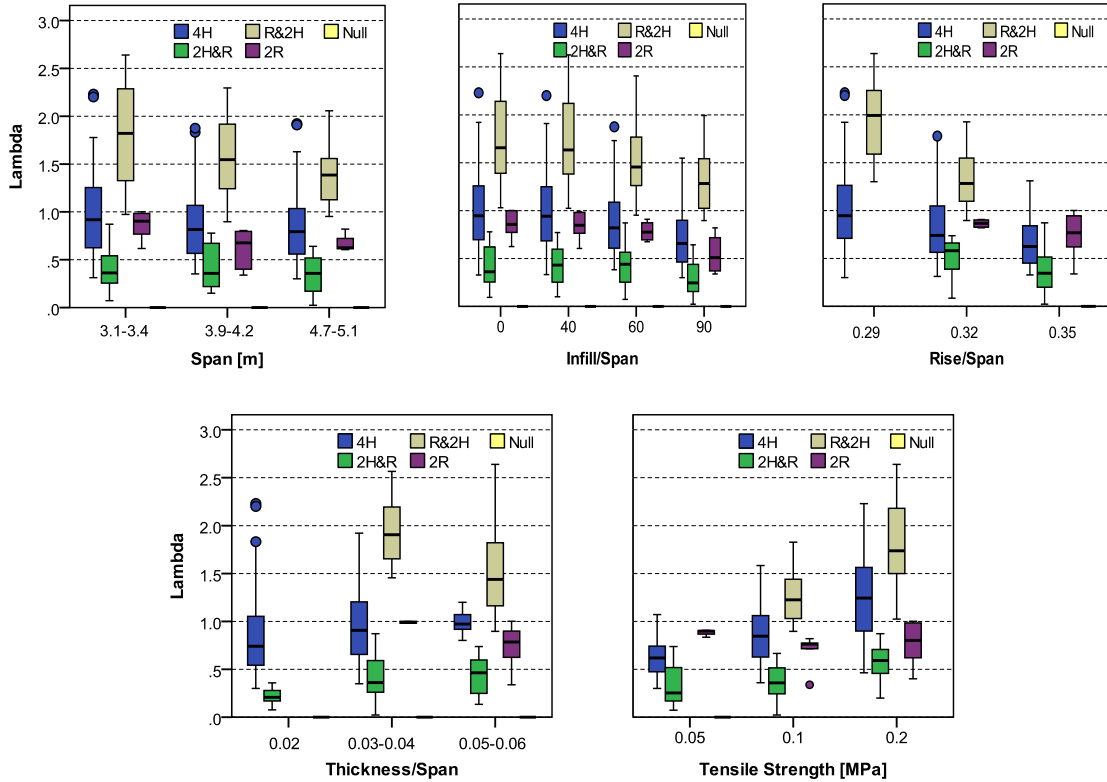 3.0
2.5
2.0
1.5
1.0
.5
.0
Lambda
4H R&2H Null
2H&R 2R
3.1-3.4 3.9-4.2 4.7-5.1
Span [m]
4H R&2H Null
2H&R 2R
0 40 60 90
Infill/Span
4H R&2H Null
2H&R 2R
0.29 0.32 0.35
Rise/Span
3.0
2.5
2.0
1.5
1.0
.5
.0
Lambda
4H R&2H Null
2H&R 2R
0.02 0.03-0.04 0.05-0.06
Thickness/Span
4H R&2H Null
2H&R 2R
0.05 0.1 0.2
Tensile Strength [MPa]